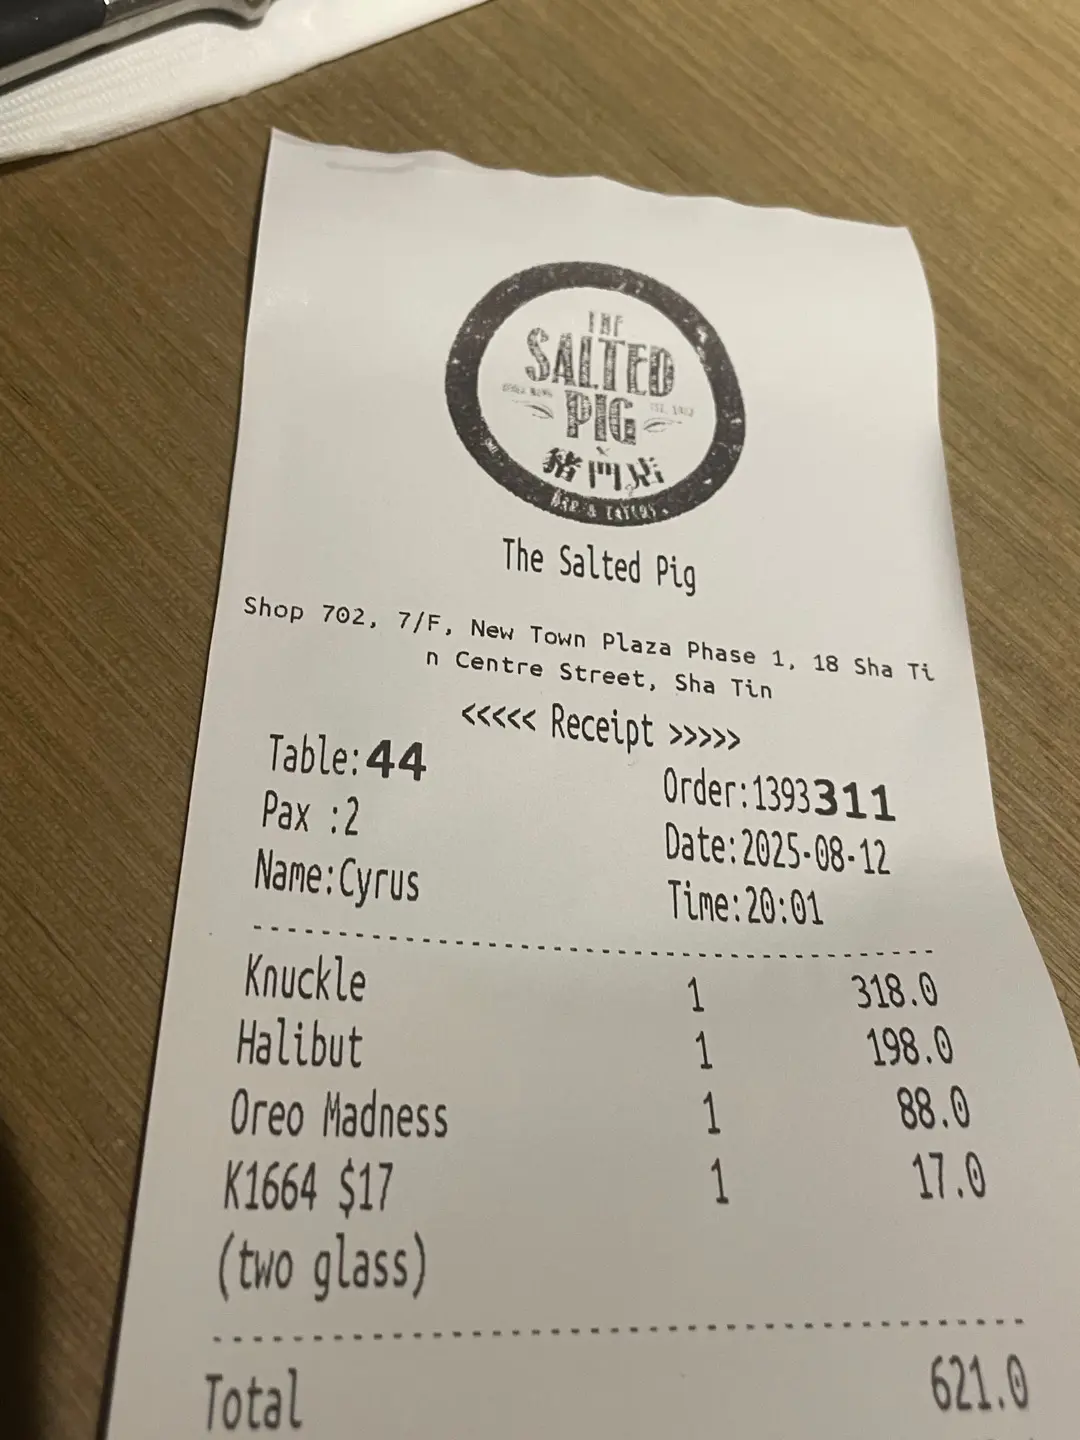 THE
SALTED
PIG
豬門店
BAR &
The Salted Pig
Shop 702, 7/F, New Town Plaza Phase 1, 18 Sha Ti
n Centre Street, Sha Tin
<<<<< Receipt >>>>>
Table:44
Order:1393311
Pax :2
Date:2025-08-12
Name:Cyrus
Time:20:01
Knuckle 1 318.0
Halibut 1 198.0
Oreo Madness 1 88.0
K1664 $17 1 17.0
(two glass)
Total 621.0